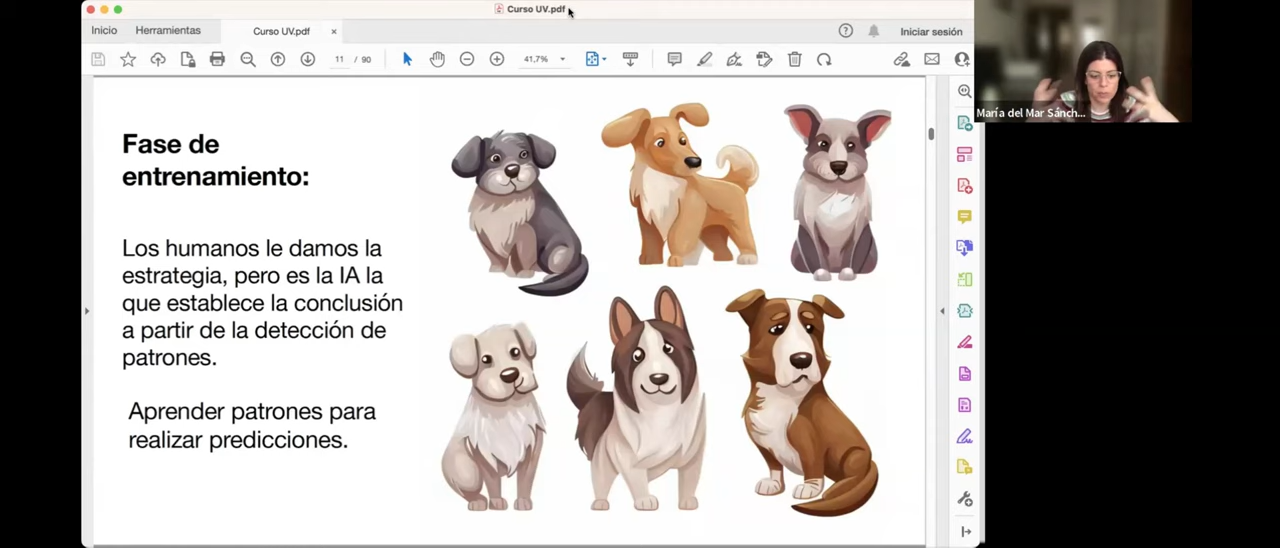 Curso UV.pdf
Inicio
Herramientas
Curso UV.pdf
Iniciar sesión
11 / 90
41,7%
María del Mar Sánch...
Fase de
entrenamiento:
Los humanos le damos la
estrategia, pero es la IA la
que establece la conclusión
a partir de la detección de
patrones.
Aprender patrones para
realizar predicciones.